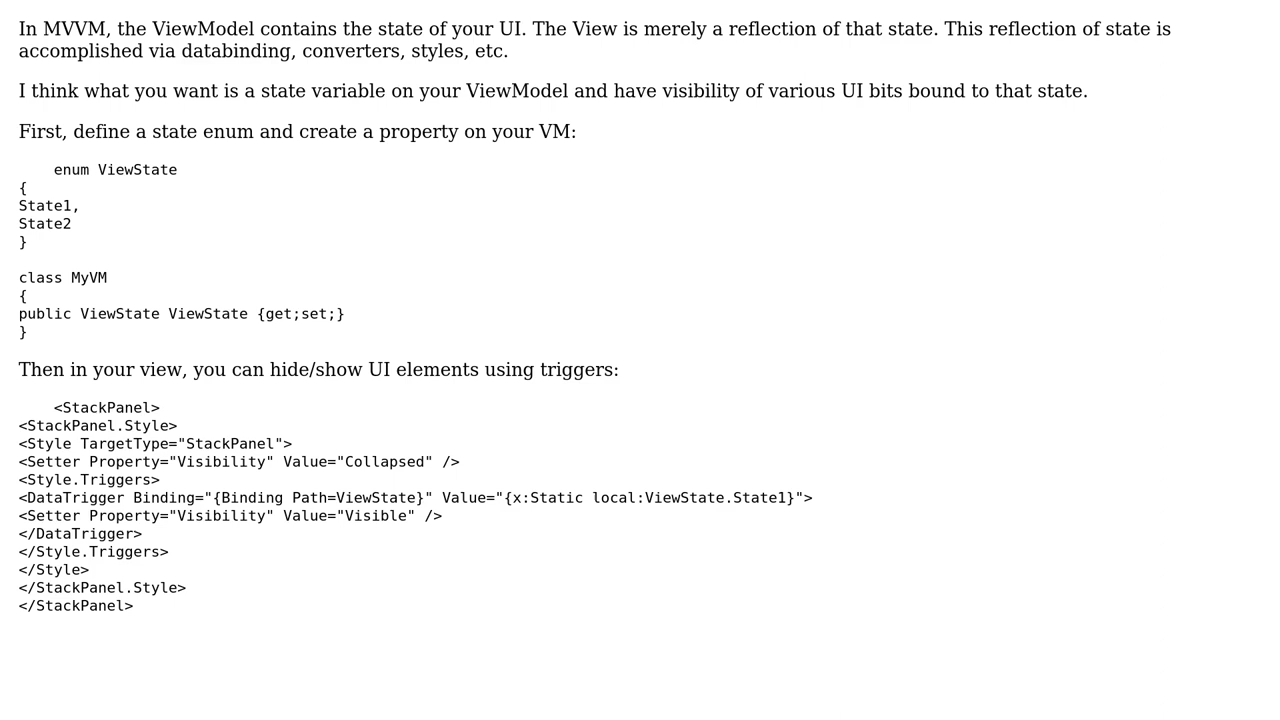 In MVVM, the ViewModel contains the state of your UI. The View is merely a reflection of that state. This reflection of state is
accomplished via databinding, converters, styles, etc.
I think what you want is a state variable on your ViewModel and have visibility of various UI bits bound to that state.
First, define a state enum and create a property on your VM:
    enum ViewState
{
State1,
State2
}

class MyVM
{
public ViewState ViewState {get;set;}
}
Then in your view, you can hide/show UI elements using triggers:
    <StackPanel>
<StackPanel.Style>
<Style TargetType="StackPanel">
<Setter Property="Visibility" Value="Collapsed" />
<Style.Triggers>
<DataTrigger Binding="{Binding Path=ViewState}" Value="{x:Static local:ViewState.State1}">
<Setter Property="Visibility" Value="Visible" />
</DataTrigger>
</Style.Triggers>
</Style>
</StackPanel.Style>
</StackPanel>